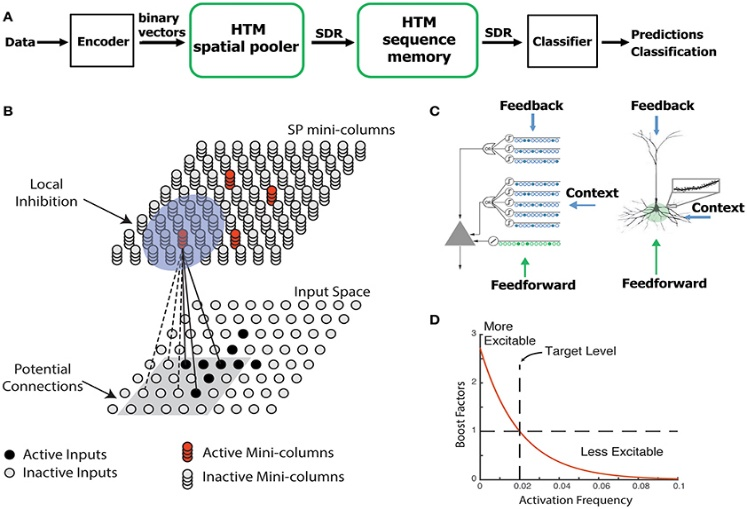 A
Data
Encoder
binary
vectors
HTM
spatial pooler
SDR
HTM
sequence
memory
SDR
Classifier
Predictions
Classification
B
SP mini-columns
Local
Inhibition
Input Space
Potential
Connections
Active Inputs
Inactive Inputs
Active Mini-columns
Inactive Mini-columns
C
Feedback
Context
Feedforward
Feedback
Context
Feedforward
D
More
Excitable
Target Level
Less Excitable
Boost Factors
3
2
1
0
0
0.02
0.04
0.06
0.08
0.1
Activation Frequency